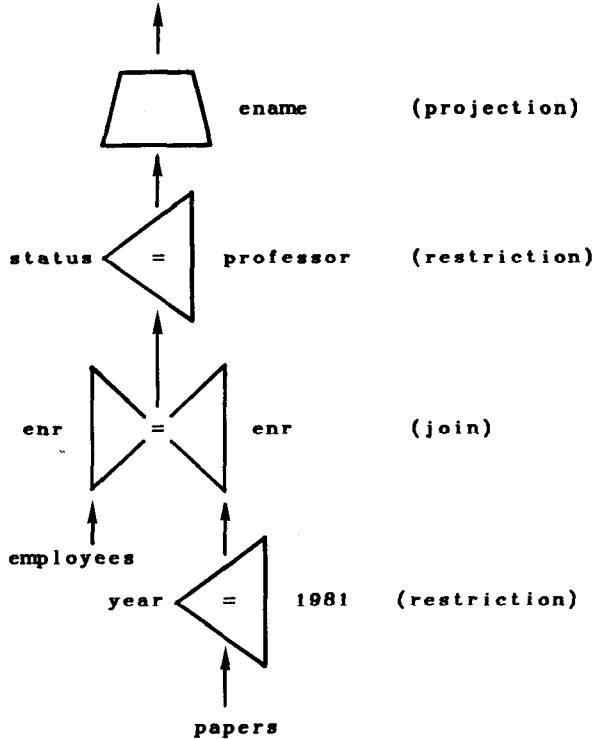 ename (projection)
status = professor (restriction)
enr = enr (join)
employees
year = 1981 (restriction)
papers